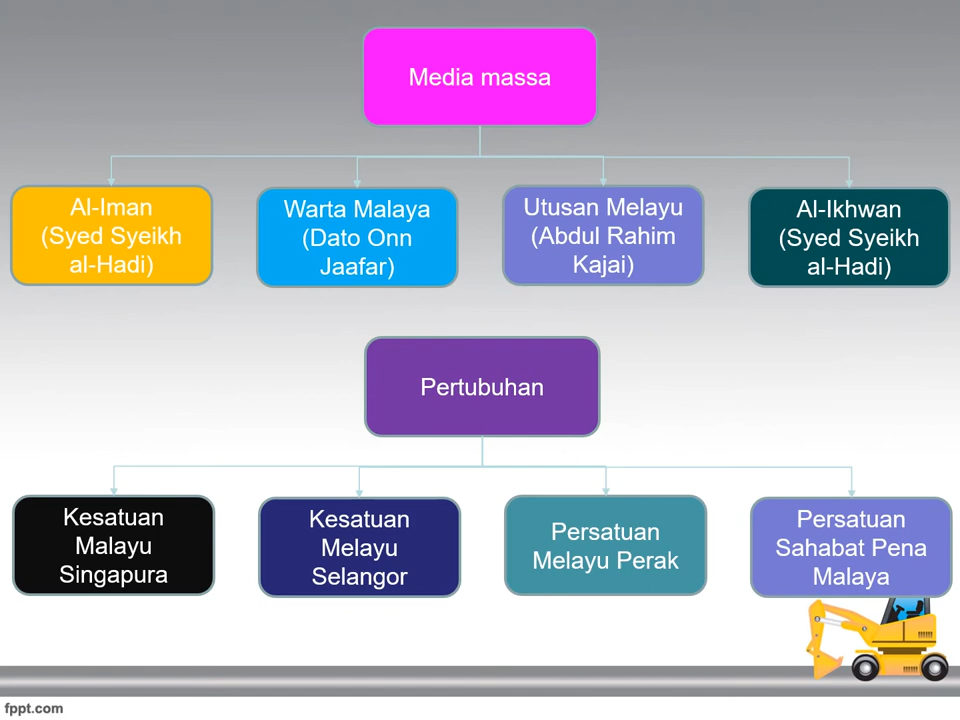 Media massa
Al-Iman
(Syed Syeikh
al-Hadi)
Warta Malaya
(Dato Onn
Jaafar)
Utusan Melayu
(Abdul Rahim
Kajai)
Al-Ikhwan
(Syed Syeikh
al-Hadi)
Pertubuhan
Kesatuan
Malayu
Singapura
Kesatuan
Melayu
Selangor
Persatuan
Melayu Perak
Persatuan
Sahabat Pena
Malaya
fppt.com